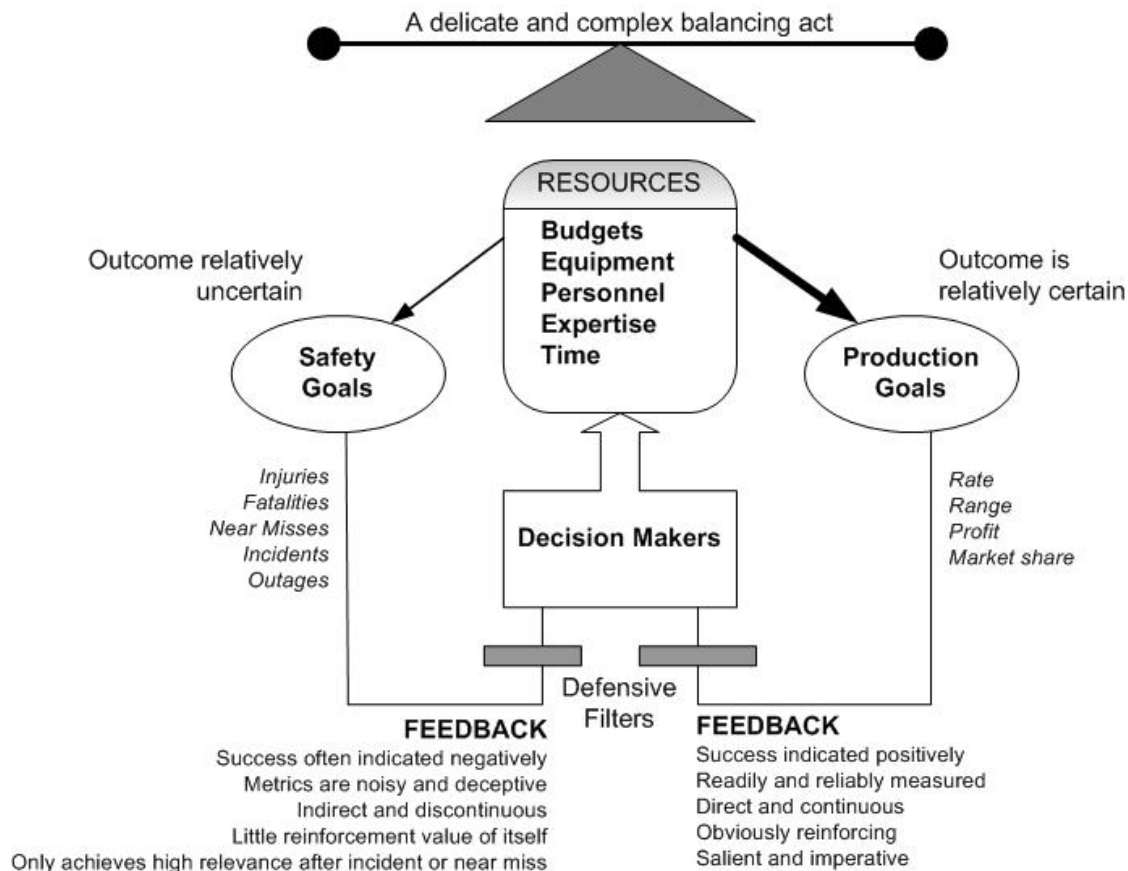 A delicate and complex balancing act
RESOURCES
Budgets
Equipment
Personnel
Expertise
Time
Outcome relatively
uncertain
Outcome is
relatively certain
Safety
Goals
Production
Goals
Injuries
Fatalities
Near Misses
Incidents
Outages
Rate
Range
Profit
Market share
Decision Makers
Defensive
Filters
FEEDBACK
Success often indicated negatively
Metrics are noisy and deceptive
Indirect and discontinuous
Little reinforcement value of itself
Only achieves high relevance after incident or near miss
FEEDBACK
Success indicated positively
Readily and reliably measured
Direct and continuous
Obviously reinforcing
Salient and imperative